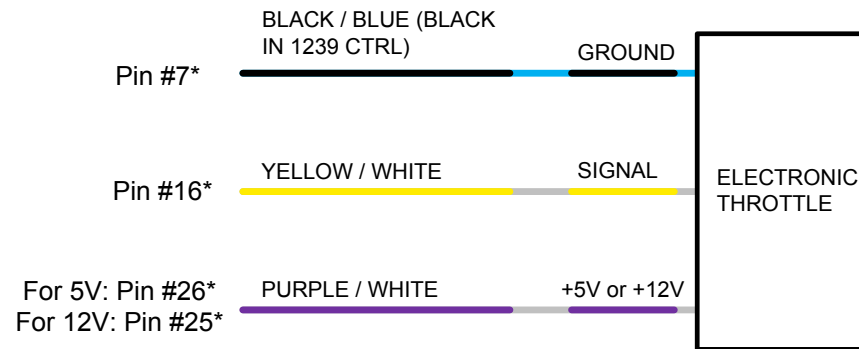 BLACK / BLUE (BLACK
IN 1239 CTRL)
GROUND
Pin #7*
YELLOW / WHITE
SIGNAL
Pin #16*
ELECTRONIC
THROTTLE
For 5V: Pin #26*
PURPLE / WHITE
+5V or +12V
For 12V: Pin #25*